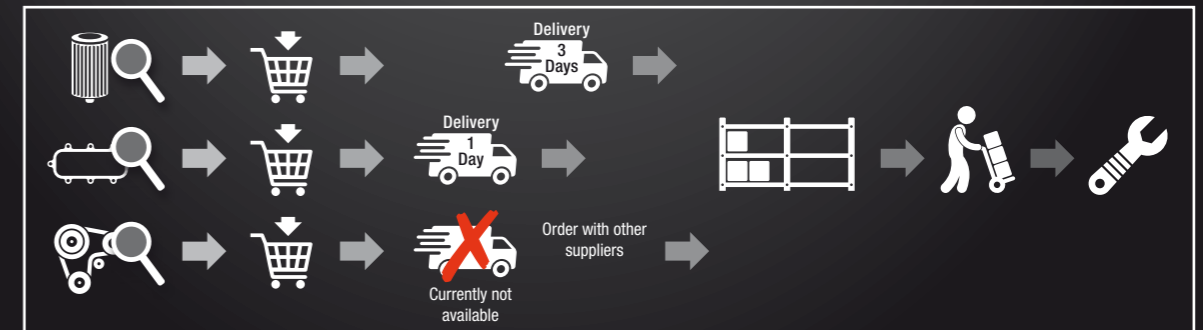 Delivery
3
Days
Delivery
1
Day
Order with other
suppliers
Currently not
available